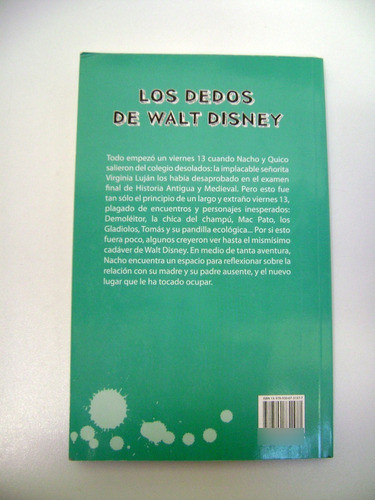 LOS DEDOS
DE WALT DISNEY
Todo empezó un viernes 13 cuando Nacho y Quico
salieron del colegio desolados: la implacable señorita
Virginia Luján los había desaprobado en el examen
final de Historia Antigua y Medieval. Pero esto fue
tan sólo el principio de un largo y extraño viernes 13,
plagado de encuentros y personajes inesperados:
Demoléitor, la chica del champú, Mac Pato, los
Gladiolos, Tomás y su pandilla ecológica... Por si esto
fuera poco, algunos creyeron ver hasta el mismísimo
cadáver de Walt Disney. En medio de tanta aventura,
Nacho encuentra un espacio para reflexionar sobre la
relación con su madre y su padre ausente, y el nuevo
lugar que le ha tocado ocupar.